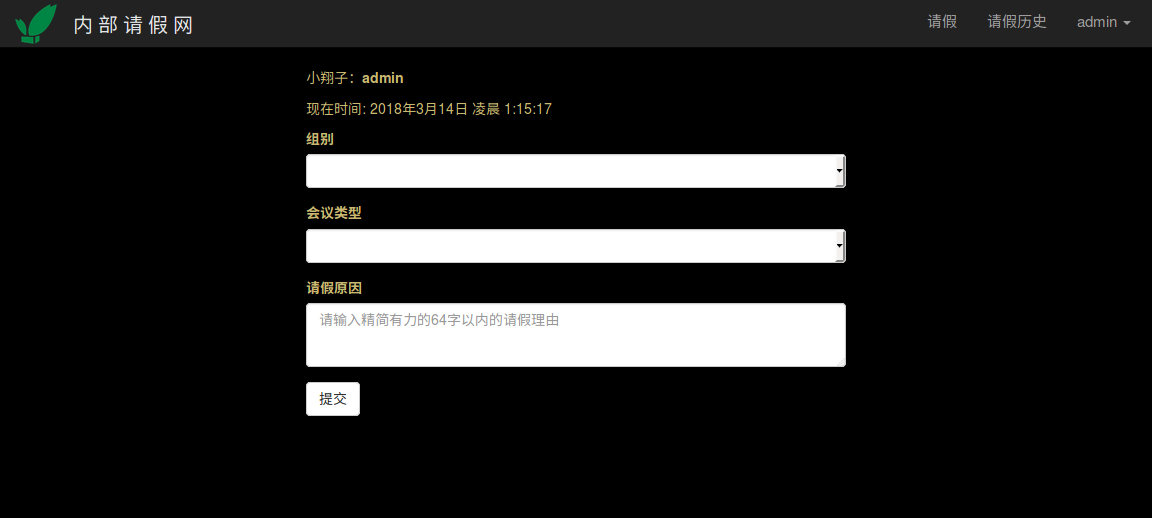 内部请假网
请假 请假历史 admin
小翔子：admin
现在时间: 2018年3月14日 凌晨 1:15:17
组别
会议类型
请假原因
请输入精简有力的64字以内的请假理由
提交